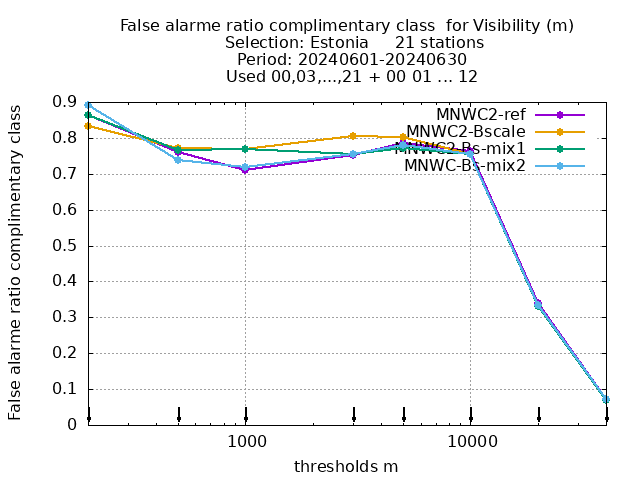 False alarme ratio complimentary class  for Visibility (m)
Selection: Estonia     21 stations
Period: 20240601-20240630
Used 00,03,...,21 + 00 01 ... 12
False alarme ratio complimentary class
0.9
0.8
0.7
0.6
0.5
0.4
0.3
0.2
0.1
0
MNWC2-ref
MNWC2-Bscale
MNWC2-Bs-mix1
MNWC-Bs-mix2
1000
10000
thresholds m